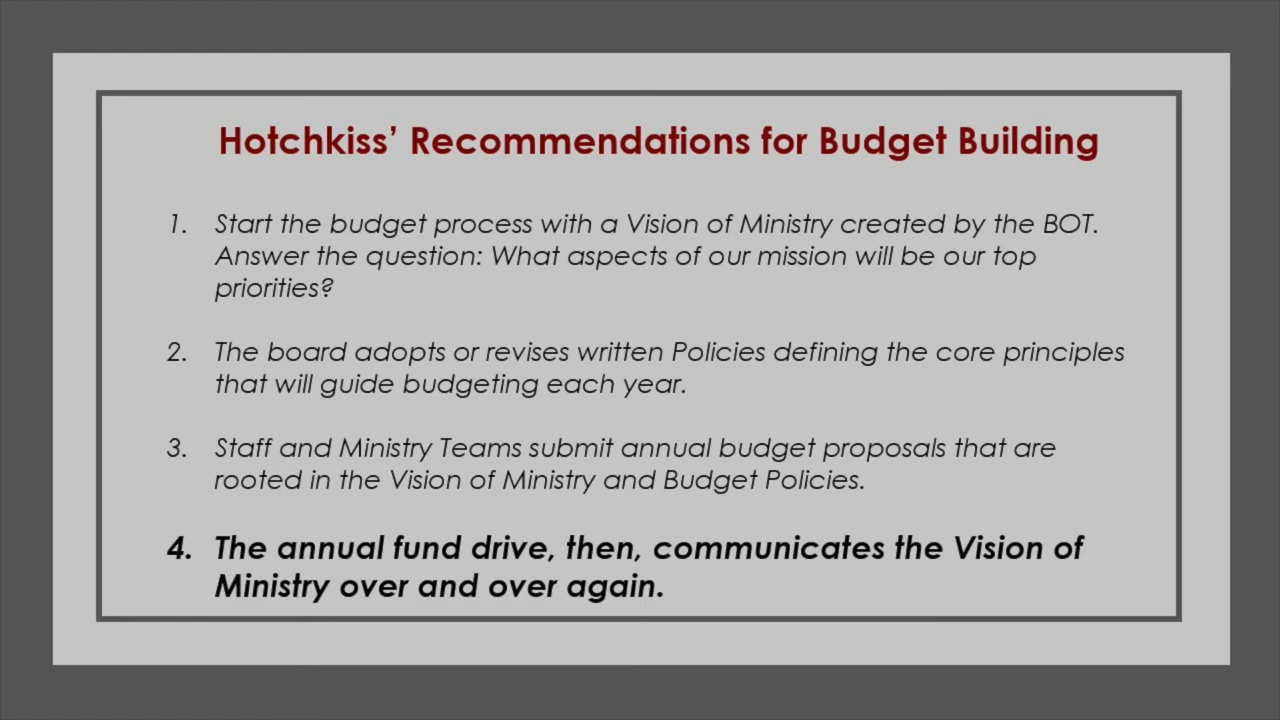 Hotchkiss’ Recommendations for Budget Building
1. Start the budget process with a Vision of Ministry created by the BOT.
Answer the question: What aspects of our mission will be our top
priorities?
2. The board adopts or revises written Policies defining the core principles
that will guide budgeting each year.
3. Staff and Ministry Teams submit annual budget proposals that are
rooted in the Vision of Ministry and Budget Policies.
4. The annual fund drive, then, communicates the Vision of
Ministry over and over again.